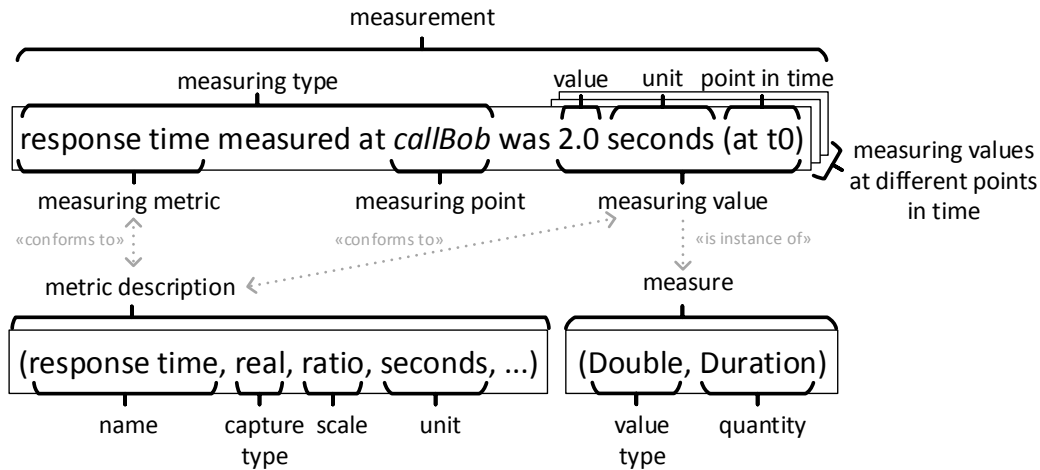 measurement
measuring type
value unit point in time
response time measured at callBob was 2.0 seconds (at t0)
measuring values
at different points
in time
measuring metric measuring point measuring value
«conforms to» «conforms to» «is instance of»
metric description measure
(response time, real, ratio, seconds, ...) (Double, Duration)
name capture scale unit value quantity
type type